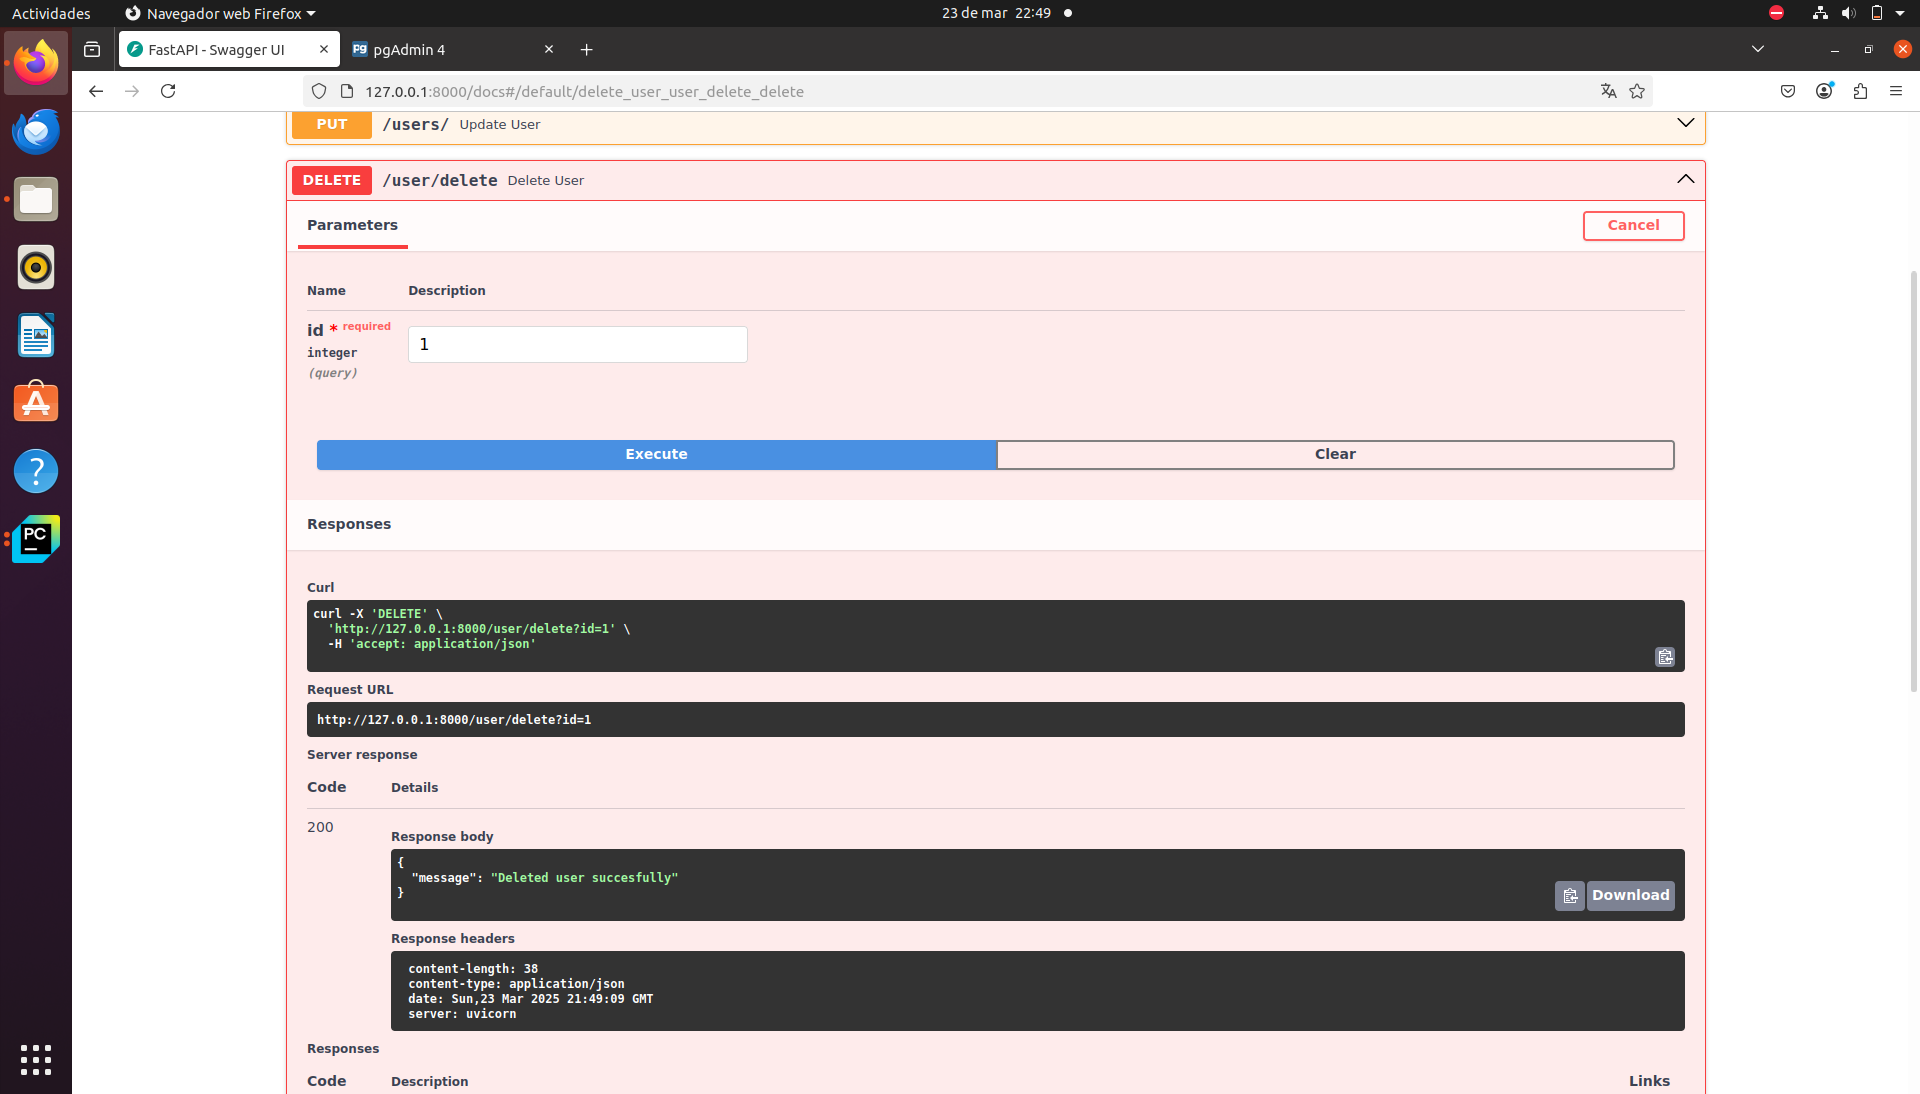 Actividades
Navegador web Firefox
23 de mar 22:49
FastAPI - Swagger UI
pgAdmin 4
127.0.0.1:8000/docs#/default/delete_user_user_delete_delete
PUT /users/ Update User
DELETE /user/delete Delete User
Parameters
Cancel
Name Description
id * required
integer
(query)
1
Execute
Clear
Responses
Curl
curl -X 'DELETE' \
'http://127.0.0.1:8000/user/delete?id=1' \
-H 'accept: application/json'
Request URL
http://127.0.0.1:8000/user/delete?id=1
Server response
Code Details
200
Response body
{
"message": "Deleted user succesfully"
}
Download
Response headers
content-length: 38
content-type: application/json
date: Sun,23 Mar 2025 21:49:09 GMT
server: uvicorn
Responses
Code Description Links